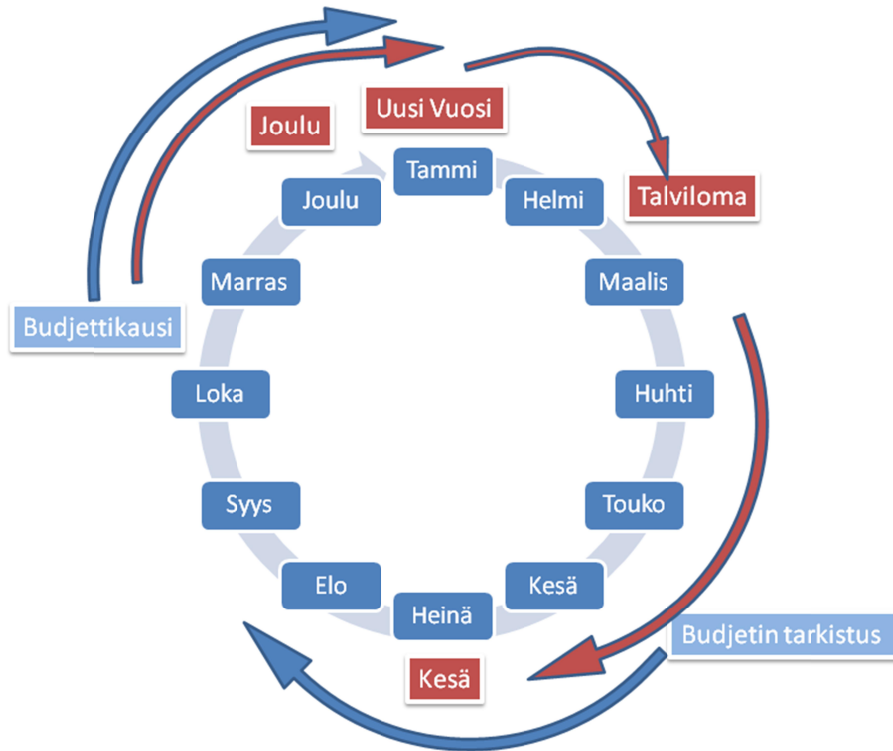 Uusi Vuosi
Joulu
Talviloma
Tammi
Helmi
Maalis
Huhti
Touko
Kesä
Heinä
Elo
Syys
Loka
Marras
Joulu
Budjettikausi
Budjetin tarkistus
Kesä